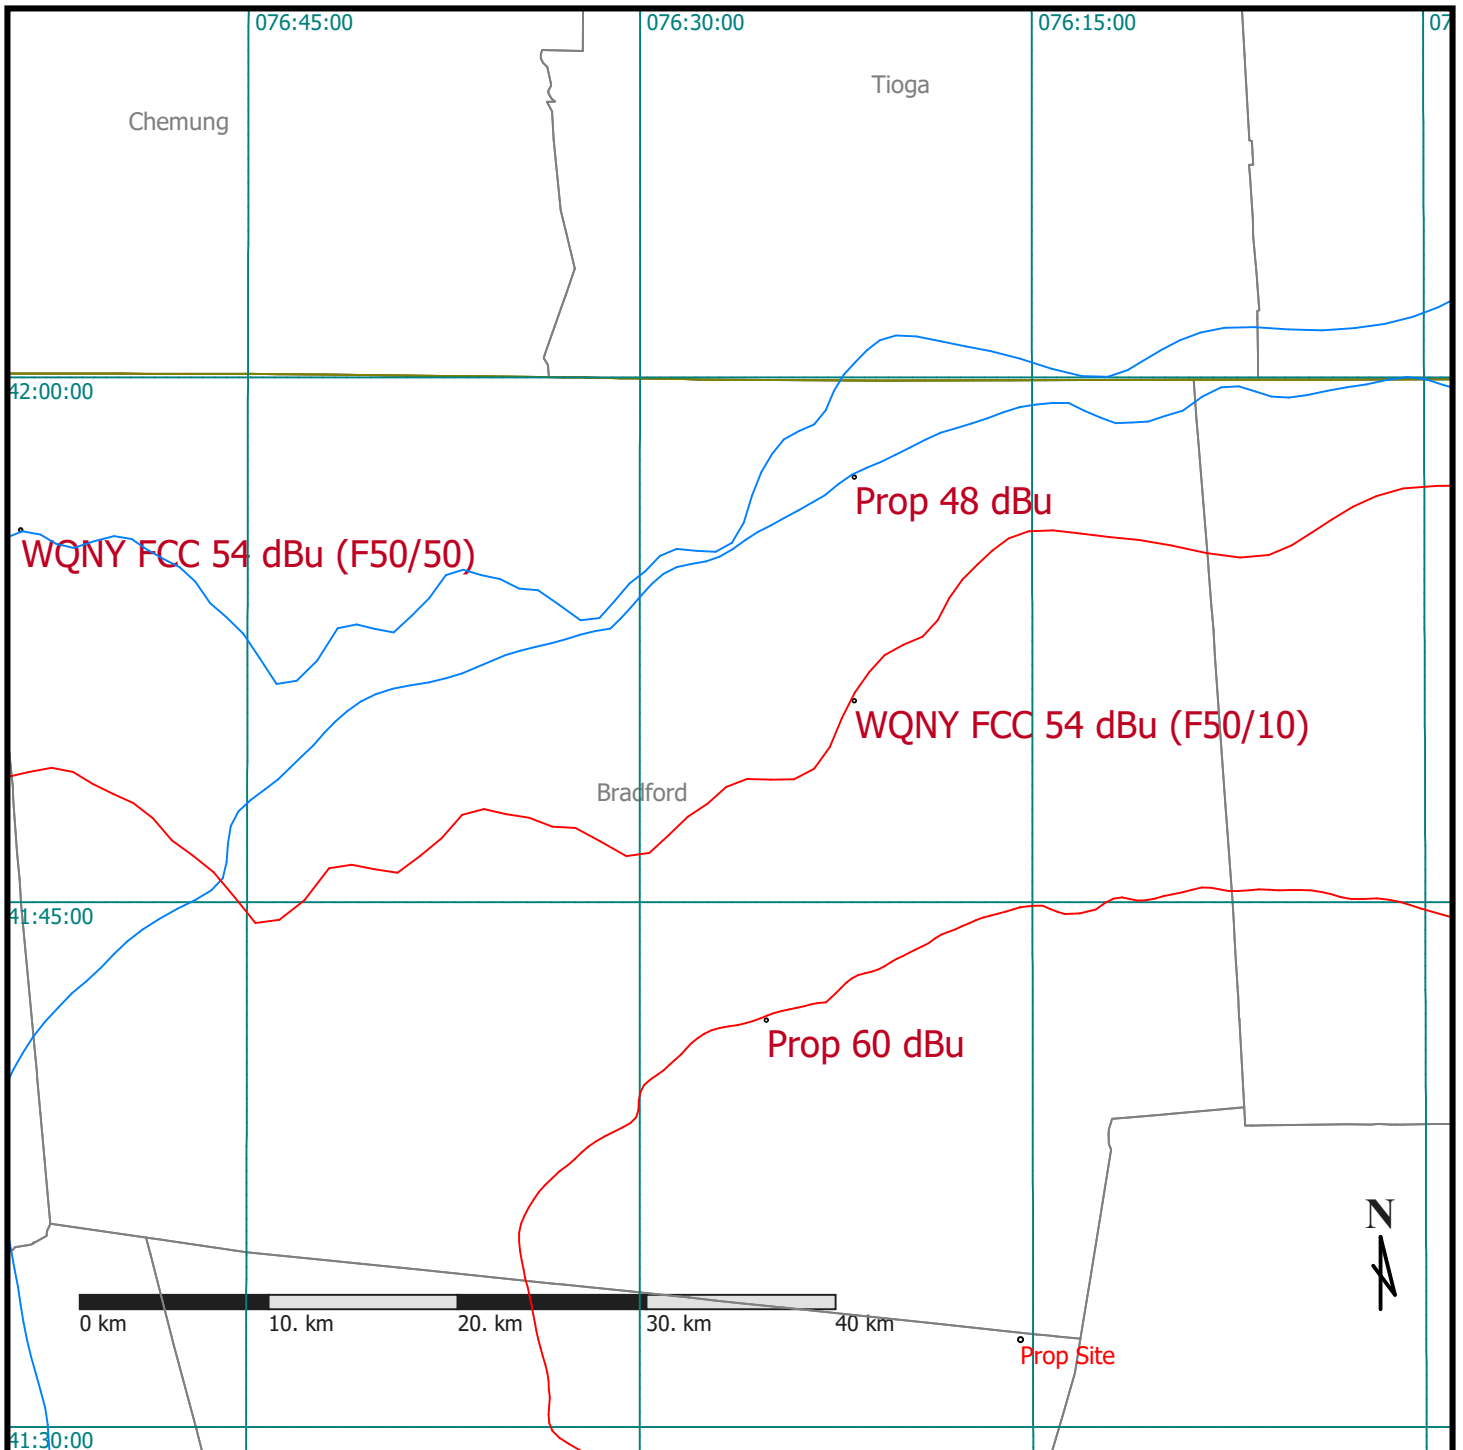 076:45:00
076:30:00
076:15:00
07
Tioga
Chemung
42:00:00
Prop 48 dBu
WQNY FCC 54 dBu (F50/50)
WQNY FCC 54 dBu (F50/10)
Bradford
41:45:00
Prop 60 dBu
N
0 km
10. km
20. km
30. km
40 km
Prop Site
41:30:00